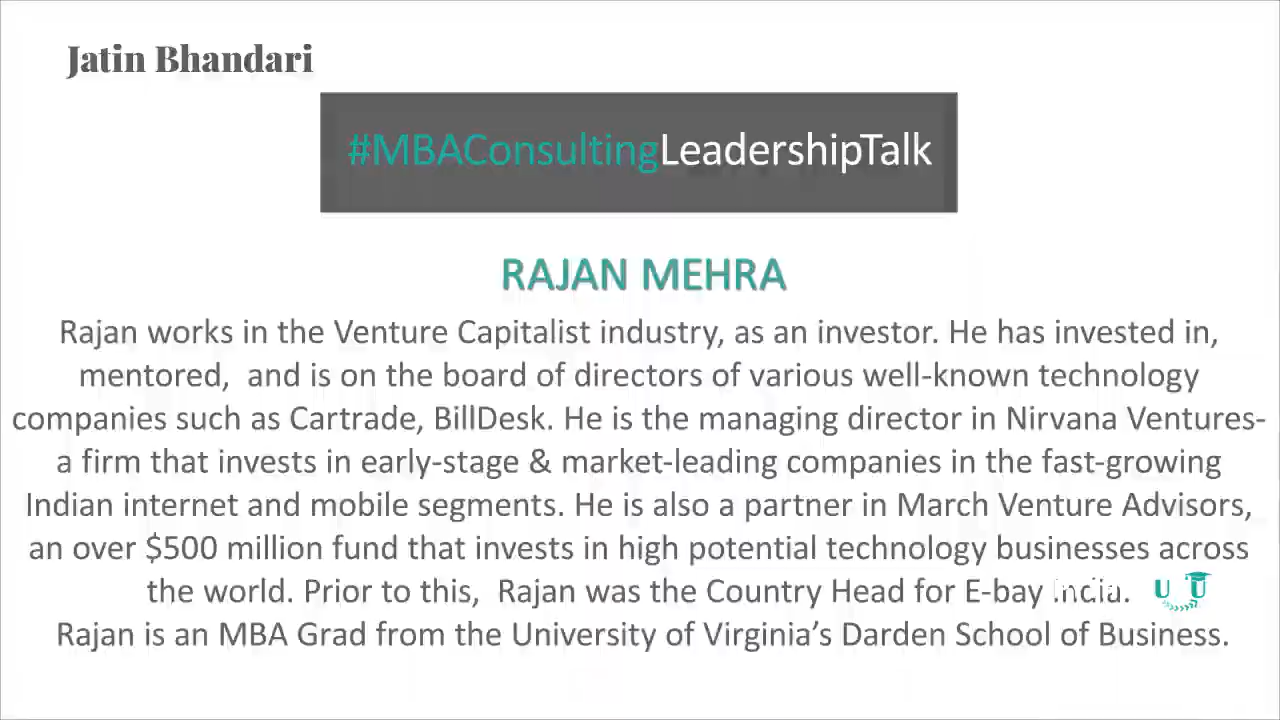 Jatin Bhandari
#MBAConsultingLeadershipTalk
RAJAN MEHRA
Rajan works in the Venture Capitalist industry, as an investor. He has invested in,
mentored, and is on the board of directors of various well-known technology
companies such as Cartrade, BillDesk. He is the managing director in Nirvana Ventures-
a firm that invests in early-stage & market-leading companies in the fast-growing
Indian internet and mobile segments. He is also a partner in March Venture Advisors,
an over $500 million fund that invests in high potential technology businesses across
the world. Prior to this, Rajan was the Country Head for E-bay India. U U
Rajan is an MBA Grad from the University of Virginia’s Darden School of Business.